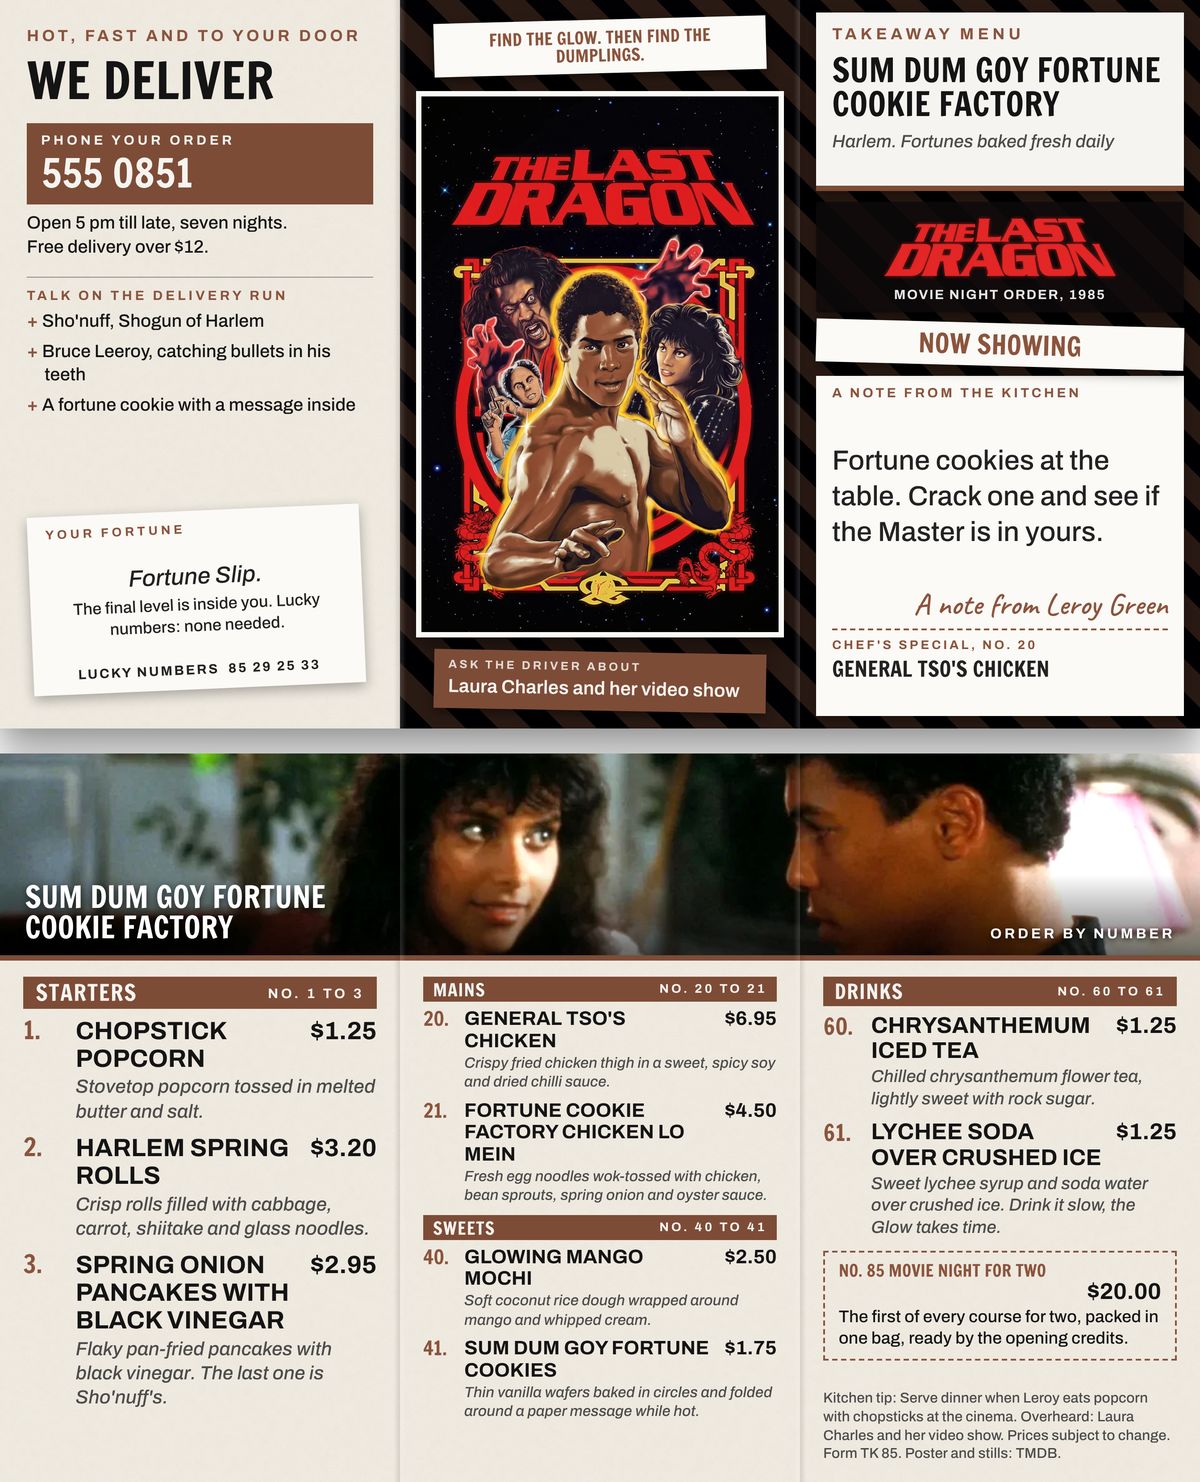 HOT, FAST AND TO YOUR DOOR
WE DELIVER
PHONE YOUR ORDER
555 0851
Open 5 pm till late, seven nights.
Free delivery over $12.
TALK ON THE DELIVERY RUN
+ Sho'nuff, Shogun of Harlem
+ Bruce Leeroy, catching bullets in his
teeth
+ A fortune cookie with a message inside
YOUR FORTUNE
Fortune Slip.
The final level is inside you. Lucky
numbers: none needed.
LUCKY NUMBERS 85 29 25 33
FIND THE GLOW. THEN FIND THE
DUMPLINGS.
THE LAST
DRAGON
ASK THE DRIVER ABOUT
Laura Charles and her video show
TAKEAWAY MENU
SUM DUM GOY FORTUNE
COOKIE FACTORY
Harlem. Fortunes baked fresh daily
THE LAST
DRAGON
MOVIE NIGHT ORDER, 1985
NOW SHOWING
A NOTE FROM THE KITCHEN
Fortune cookies at the
table. Crack one and see if
the Master is in yours.
A note from Leroy Green
CHEF'S SPECIAL, NO. 20
GENERAL TSO'S CHICKEN
SUM DUM GOY FORTUNE
COOKIE FACTORY
ORDER BY NUMBER
STARTERS NO. 1 TO 3
1. CHOPSTICK $1.25
POPCORN
Stovetop popcorn tossed in melted
butter and salt.
2. HARLEM SPRING $3.20
ROLLS
Crisp rolls filled with cabbage,
carrot, shiitake and glass noodles.
3. SPRING ONION $2.95
PANCAKES WITH
BLACK VINEGAR
Flaky pan-fried pancakes with
black vinegar. The last one is
Sho'nuff's.
MAINS NO. 20 TO 21
20. GENERAL TSO'S $6.95
CHICKEN
Crispy fried chicken thigh in a sweet, spicy soy
and dried chilli sauce.
21. FORTUNE COOKIE $4.50
FACTORY CHICKEN LO
MEIN
Fresh egg noodles wok-tossed with chicken,
bean sprouts, spring onion and oyster sauce.
SWEETS NO. 40 TO 41
40. GLOWING MANGO $2.50
MOCHI
Soft coconut rice dough wrapped around
mango and whipped cream.
41. SUM DUM GOY FORTUNE $1.75
COOKIES
Thin vanilla wafers baked in circles and folded
around a paper message while hot.
DRINKS NO. 60 TO 61
60. CHRYSANTHEMUM $1.25
ICED TEA
Chilled chrysanthemum flower tea,
lightly sweet with rock sugar.
61. LYCHEE SODA $1.25
OVER CRUSHED ICE
Sweet lychee syrup and soda water
over crushed ice. Drink it slow, the
Glow takes time.
NO. 85 MOVIE NIGHT FOR TWO
$20.00
The first of every course for two, packed in
one bag, ready by the opening credits.
Kitchen tip: Serve dinner when Leroy eats popcorn
with chopsticks at the cinema. Overheard: Laura
Charles and her video show. Prices subject to change.
Form TK 85. Poster and stills: TMDB.